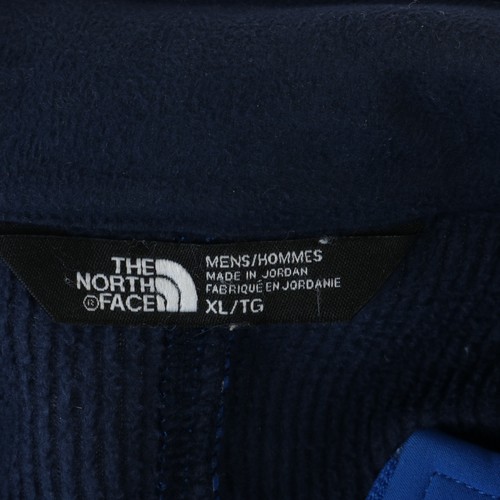 THE
NORTH
® FACE
MENS/HOMMES
MADE IN JORDAN
FABRIQUÉ EN JORDANIE
XL/TG